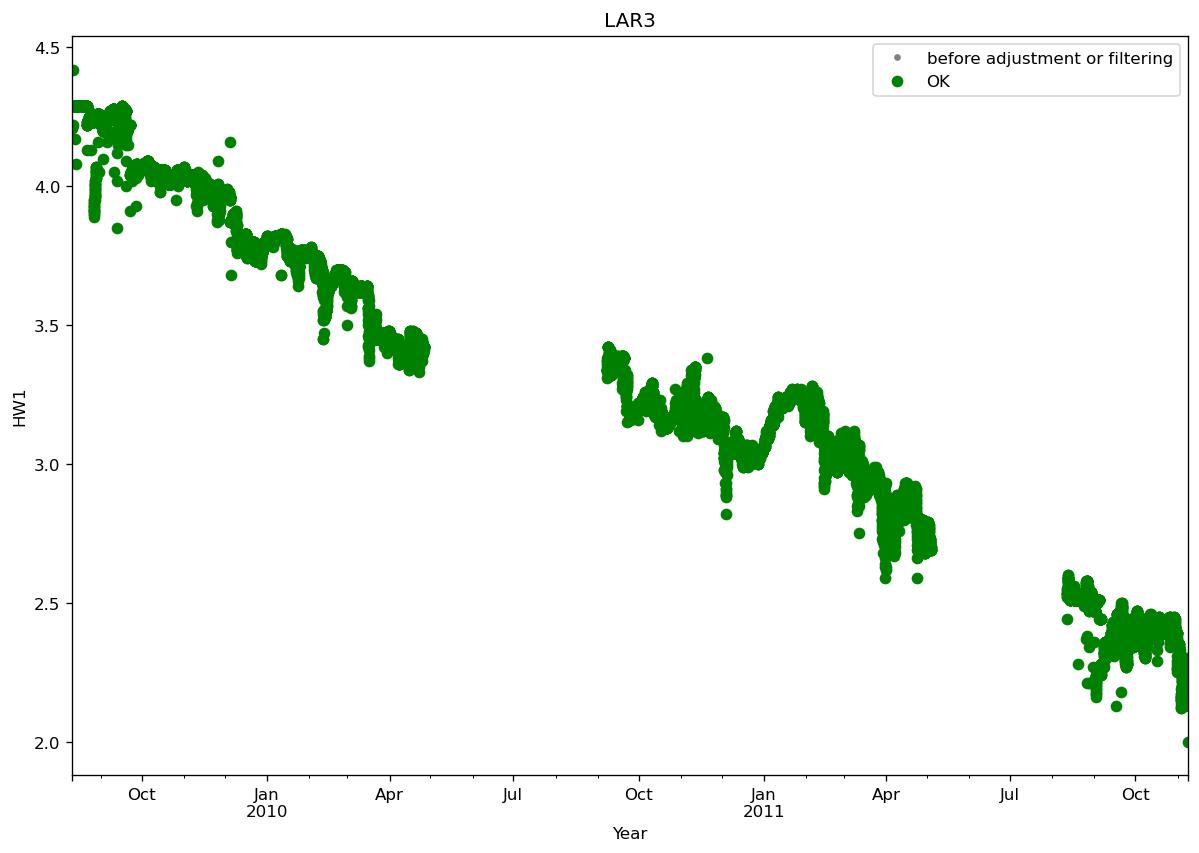 LAR3
before adjustment or filtering
OK
HW1
4.5
4.0
3.5
3.0
2.5
2.0
Oct Jan Apr Jul Oct Jan Apr Jul Oct
2010 2011
Year